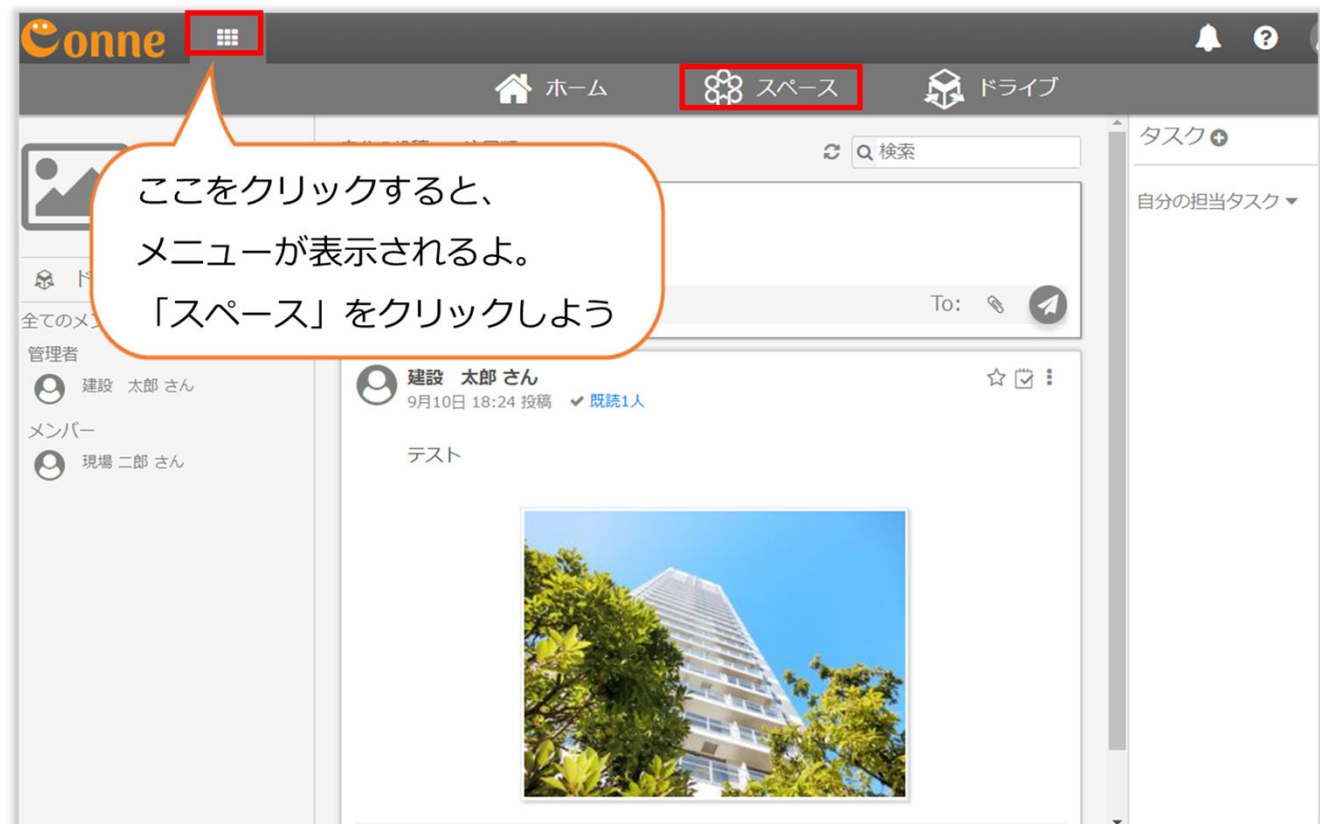 Conne
ホーム
スペース
ドライブ
検索
タスク
自分の担当タスク
ここをクリックすると、
メニューが表示されるよ。
「スペース」をクリックしよう
To:
全てのメン
管理者
建設 太郎 さん
メンバー
現場 二郎 さん
建設 太郎 さん
9月10日 18:24 投稿 既読1人
テスト